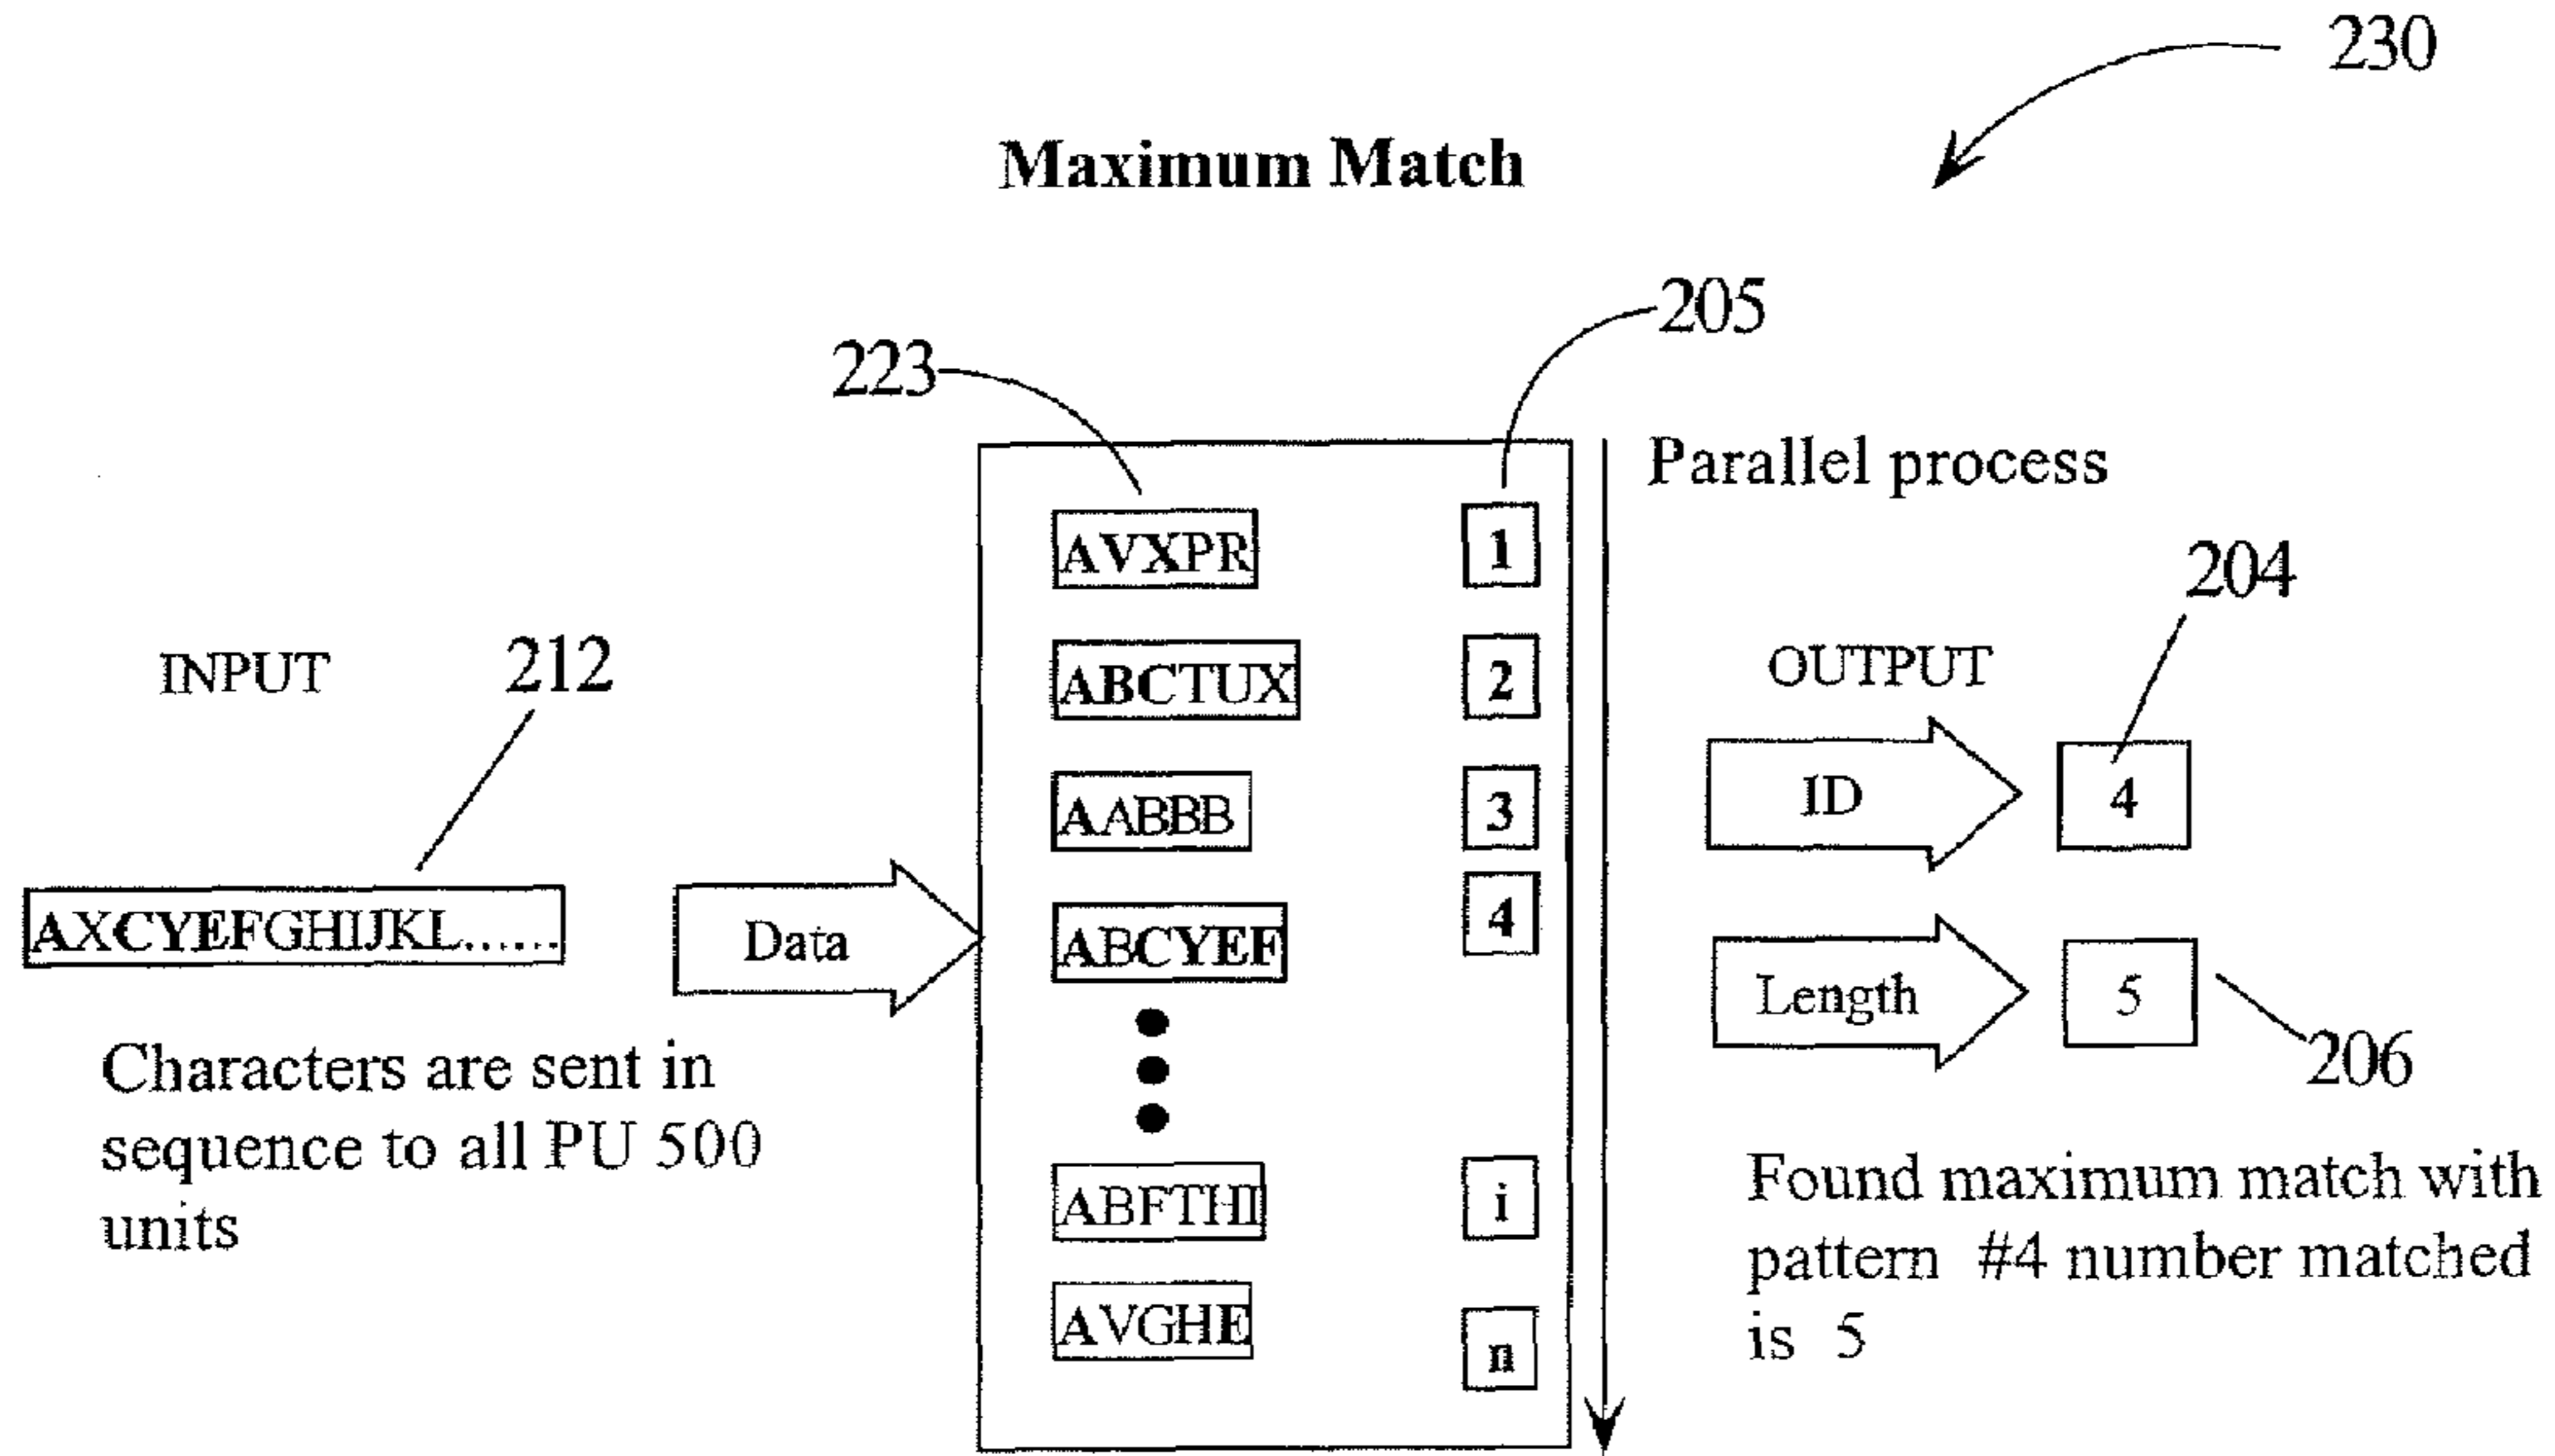 230
Maximum Match
205
223
Parallel process
AVXPR
1
204
INPUT
212
ABCTUX
2
OUTPUT
AABBB
3
ID
4
AXCYEFGHIJKL......
Data
ABCYEF
4
Length
5
206
Characters are sent in
sequence to all PU 500
units
ABFTHI
i
Found maximum match with
pattern #4 number matched
is 5
AVGHE
n